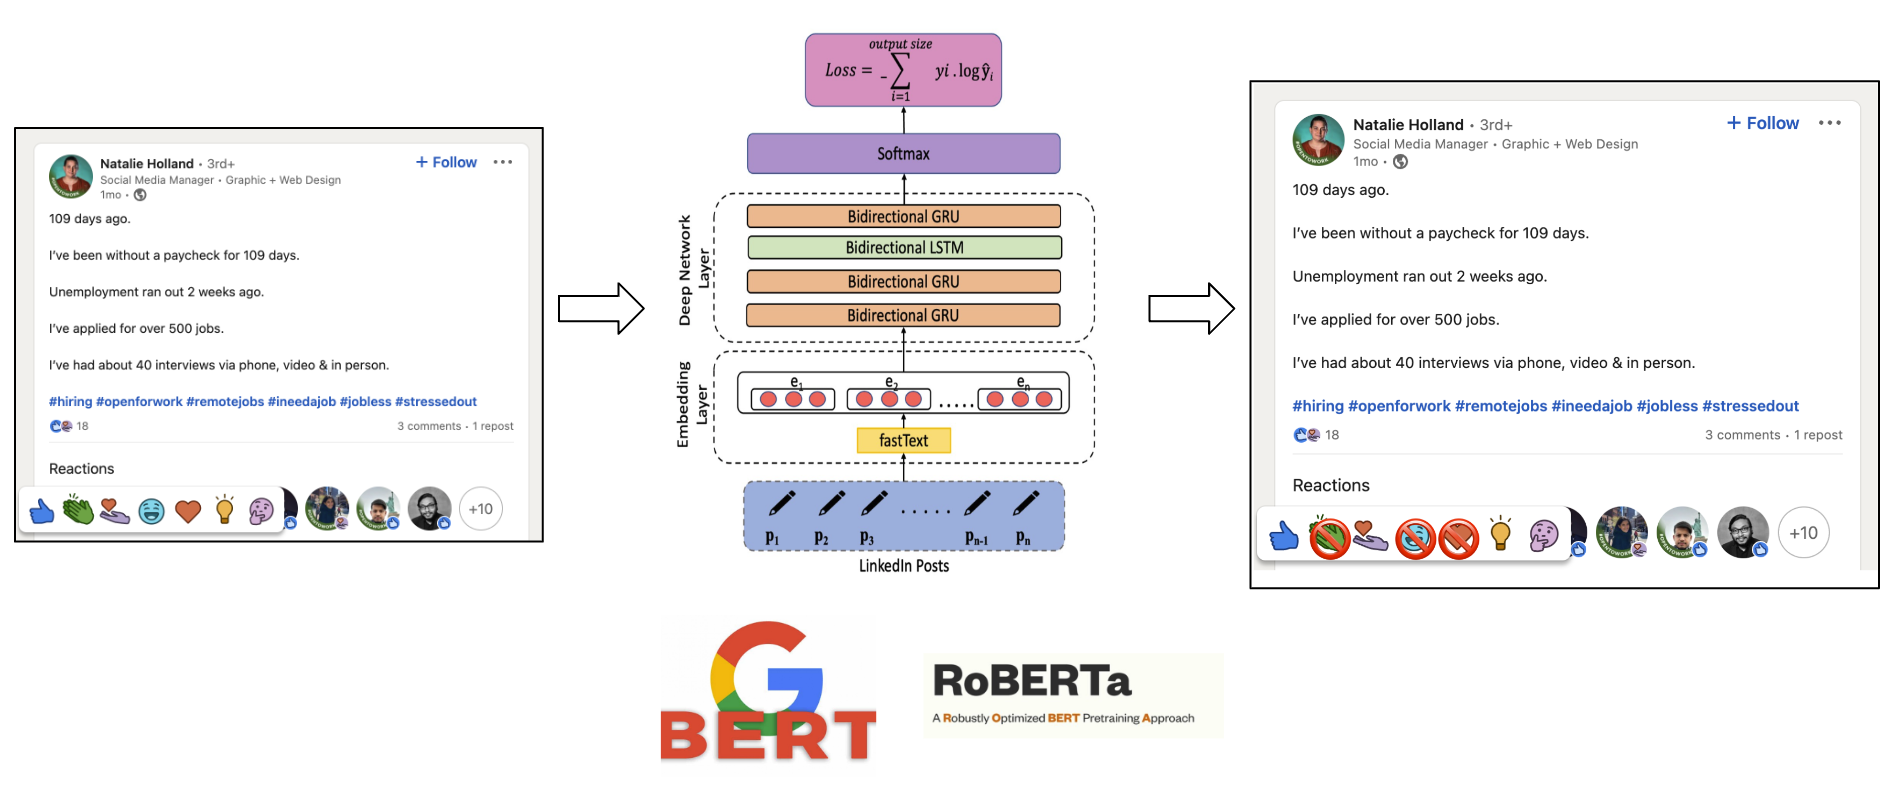 Natalie Holland • 3rd+
+ Follow
Social Media Manager • Graphic + Web Design
1mo •
109 days ago.
I've been without a paycheck for 109 days.
Unemployment ran out 2 weeks ago.
I've applied for over 500 jobs.
I've had about 40 interviews via phone, video & in person.
#hiring #openforwork #remotejobs #ineedajob #jobless #stressedout
18
3 comments • 1 repost
Reactions
+10
output size
Loss = - ∑ yi . log ŷi
i=1
Softmax
Deep Network
Layer
Bidirectional GRU
Bidirectional LSTM
Bidirectional GRU
Bidirectional GRU
Embedding
Layer
e1 e2 ..... en
fastText
p1 p2 p3 ..... pn-1 pn
LinkedIn Posts
G
BERT
RoBERTa
A Robustly Optimized BERT Pretraining Approach
Natalie Holland • 3rd+
+ Follow
Social Media Manager • Graphic + Web Design
1mo •
109 days ago.
I've been without a paycheck for 109 days.
Unemployment ran out 2 weeks ago.
I've applied for over 500 jobs.
I've had about 40 interviews via phone, video & in person.
#hiring #openforwork #remotejobs #ineedajob #jobless #stressedout
18
3 comments • 1 repost
Reactions
+10